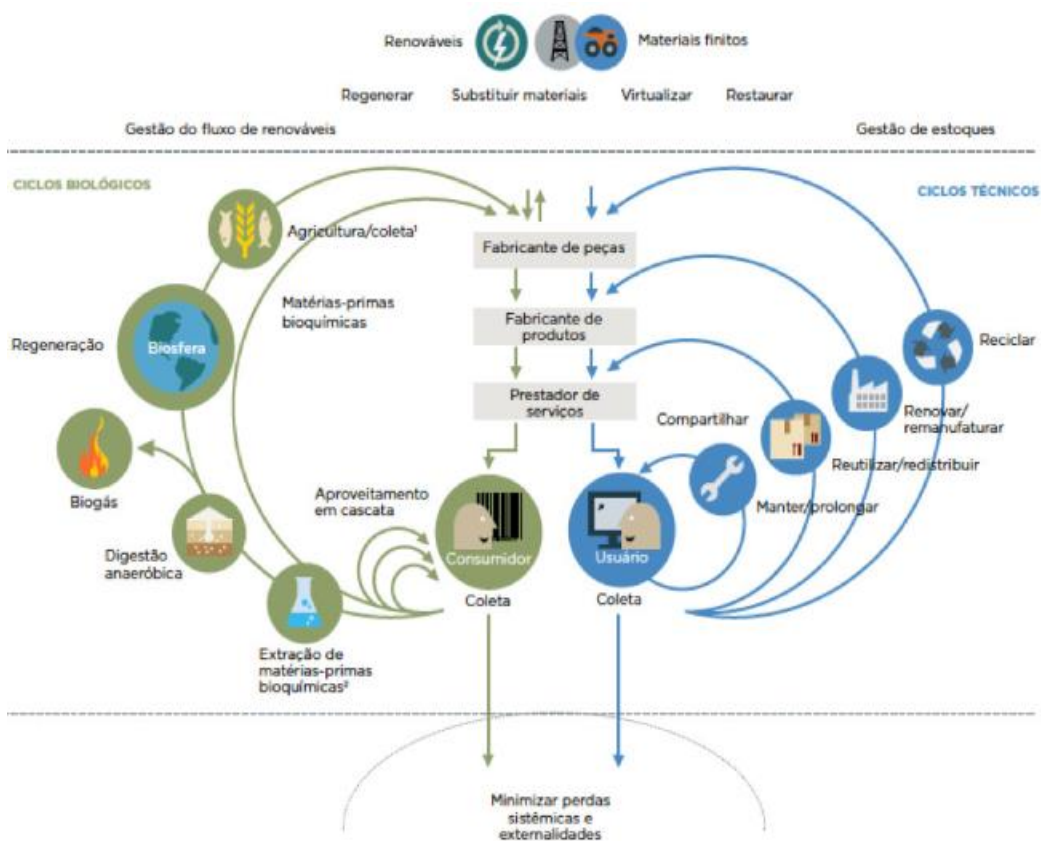 Renováveis
Materiais finitos
Regenerar
Substituir materiais
Virtualizar
Restaurar
Gestão do fluxo de renováveis
Gestão de estoques
CICLOS BIOLÓGICOS
CICLOS TÉCNICOS
Agricultura/coleta¹
Fabricante de peças
Matérias-primas
bioquímicas
Fabricante de
produtos
Regeneração
Biosfera
Reciclar
Prestador de
serviços
Renovar/
remanufaturar
Compartilhar
Reutilizar/redistribuir
Biogás
Aproveitamento
em cascata
Manter/prolongar
Digestão
anaeróbica
Consumidor
Usuário
Coleta
Coleta
Extração de
matérias-primas
bioquímicas²
Minimizar perdas
sistêmicas e
externalidades